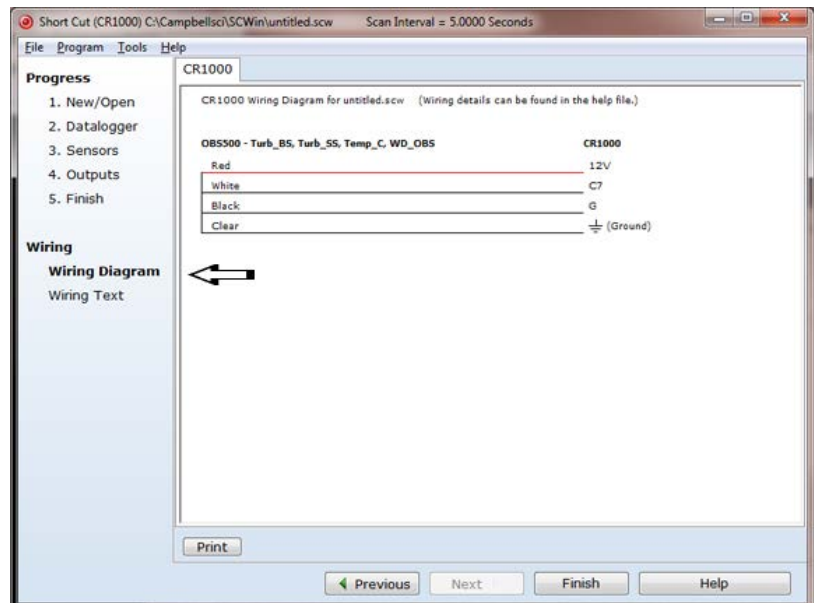 Short Cut (CR1000) C:\Campbellsci\SCWin\untitled.scw Scan Interval = 5.0000 Seconds
File Program Tools Help
Progress
1. New/Open
2. Datalogger
3. Sensors
4. Outputs
5. Finish
Wiring
Wiring Diagram
Wiring Text
CR1000
CR1000 Wiring Diagram for untitled.scw (Wiring details can be found in the help file.)
OBS500 - Turb_BS, Turb_SS, Temp_C, WD_OBS CR1000
Red 12V
White C7
Black G
Clear ⏚ (Ground)
Print
Previous Next Finish Help